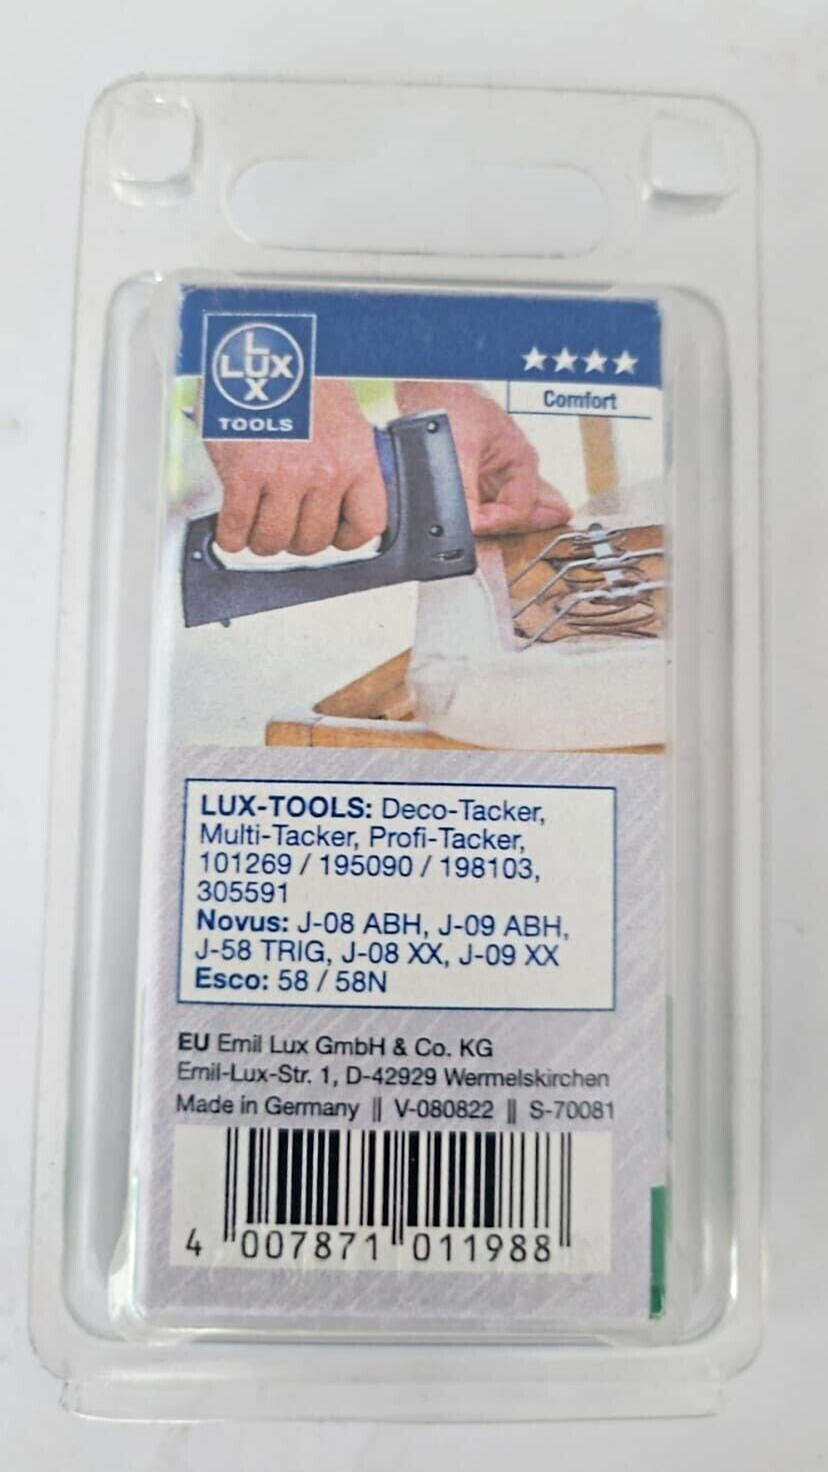 LUX
LUX
TOOLS
Comfort
LUX-TOOLS: Deco-Tacker,
Multi-Tacker, Profi-Tacker,
101269 / 195090 / 198103,
305591
Novus: J-08 ABH, J-09 ABH,
J-58 TRIG, J-08 XX, J-09 XX
Esco: 58 / 58N
EU Emil Lux GmbH & Co. KG
Emil-Lux-Str. 1, D-42929 Wermelskirchen
Made in Germany || V-080822 || S-70081
4 007871 011988